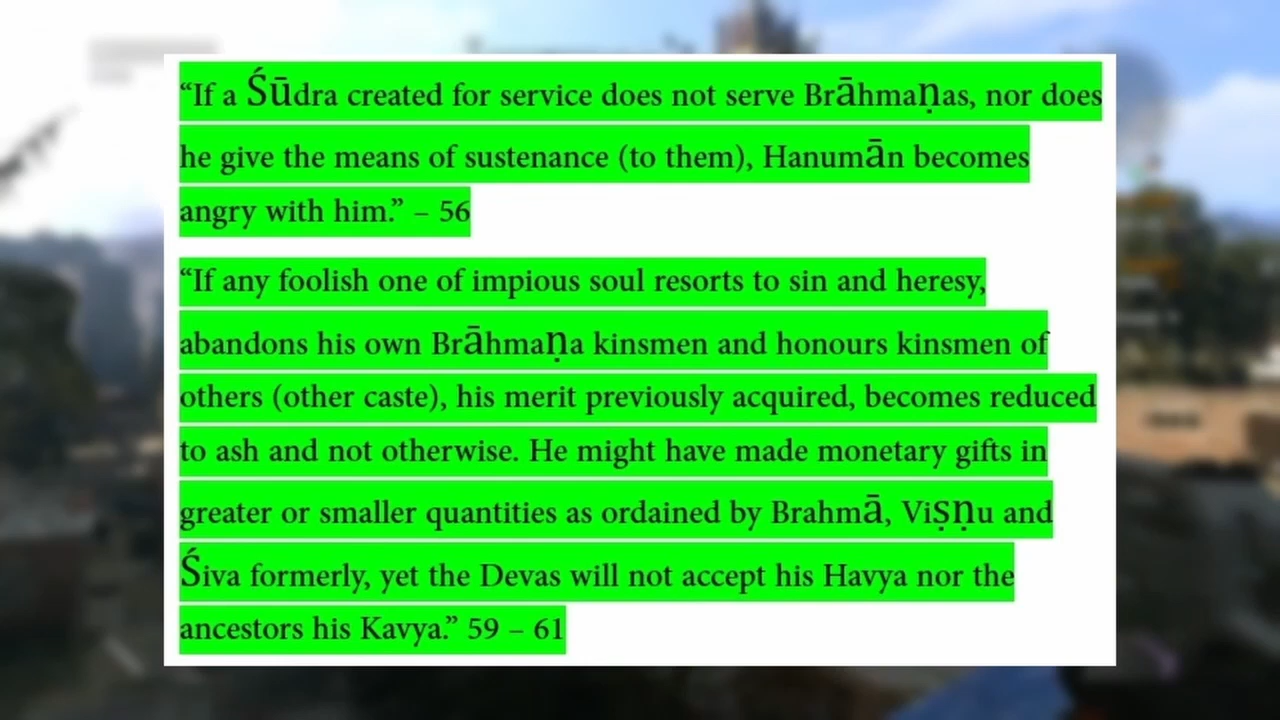 “If a Śūdra created for service does not serve Brāhmaṇas, nor does
he give the means of sustenance (to them), Hanumān becomes
angry with him.” – 56
“If any foolish one of impious soul resorts to sin and heresy,
abandons his own Brāhmaṇa kinsmen and honours kinsmen of
others (other caste), his merit previously acquired, becomes reduced
to ash and not otherwise. He might have made monetary gifts in
greater or smaller quantities as ordained by Brahmā, Viṣṇu and
Śiva formerly, yet the Devas will not accept his Havya nor the
ancestors his Kavya.” 59 – 61